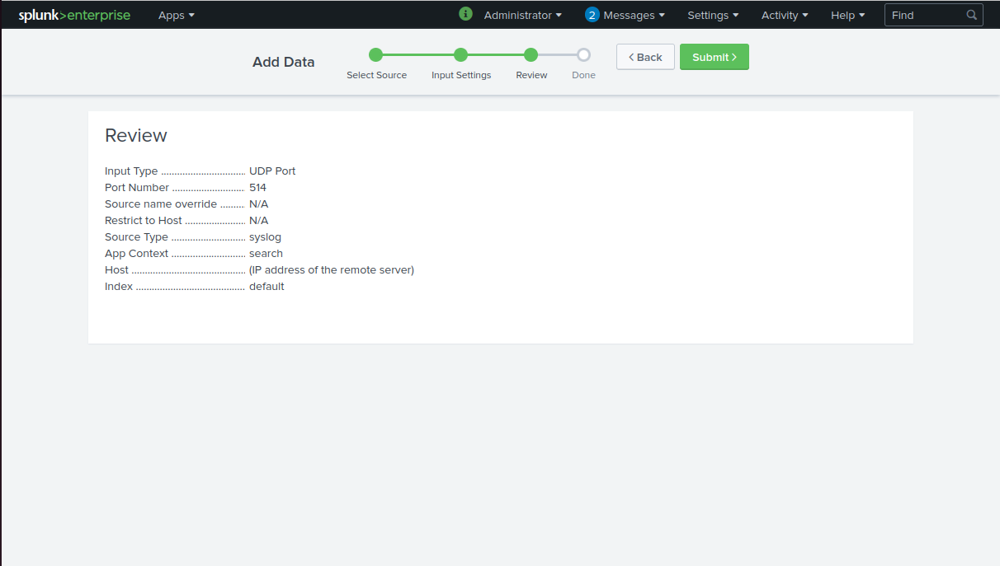 splunk>enterprise Apps Administrator 2 Messages Settings Activity Help Find
Add Data
Select Source Input Settings Review Done
< Back Submit >
Review
Input Type ................................ UDP Port
Port Number ........................... 514
Source name override ......... N/A
Restrict to Host ...................... N/A
Source Type ........................... syslog
App Context ........................... search
Host .......................................... (IP address of the remote server)
Index ........................................ default